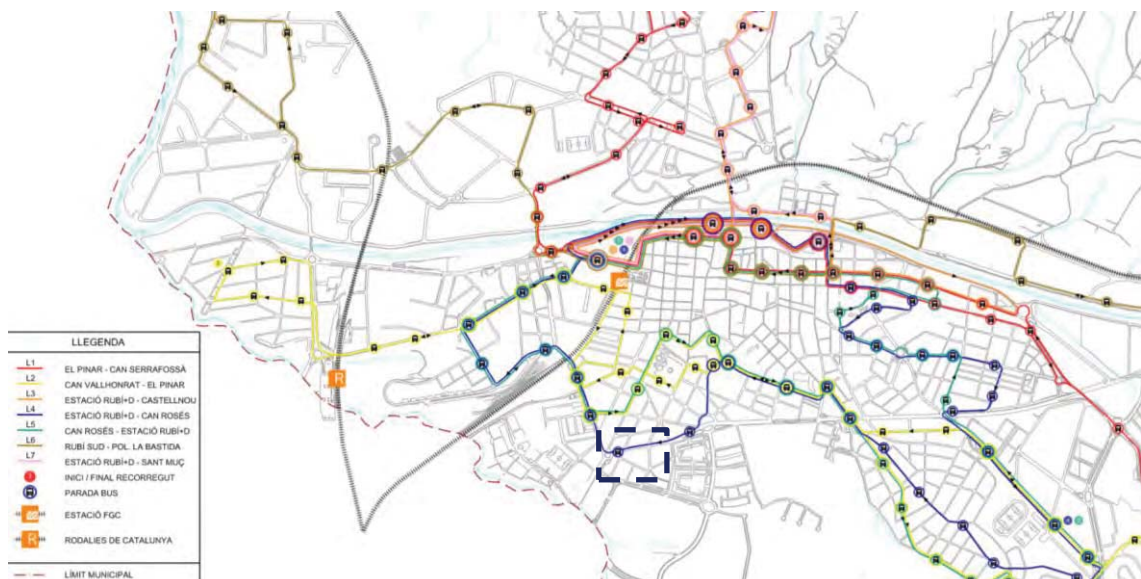 LLEGENDA
L1 EL PINAR - CAN SERRAFOSSÀ
L2 CAN VALLHONRAT - EL PINAR
L3 ESTACIÓ RUBÍ+D - CASTELLNOU
L4 ESTACIÓ RUBÍ+D - CAN ROSÉS
L5 CAN ROSÉS - ESTACIÓ RUBÍ+D
L6 RUBÍ SUD - POL. LA BASTIDA
L7 ESTACIÓ RUBÍ+D - SANT MUÇ
INICI / FINAL RECORREGUT
PARADA BUS
ESTACIÓ FGC
R RODALIES DE CATALUNYA
LÍMIT MUNICIPAL
R